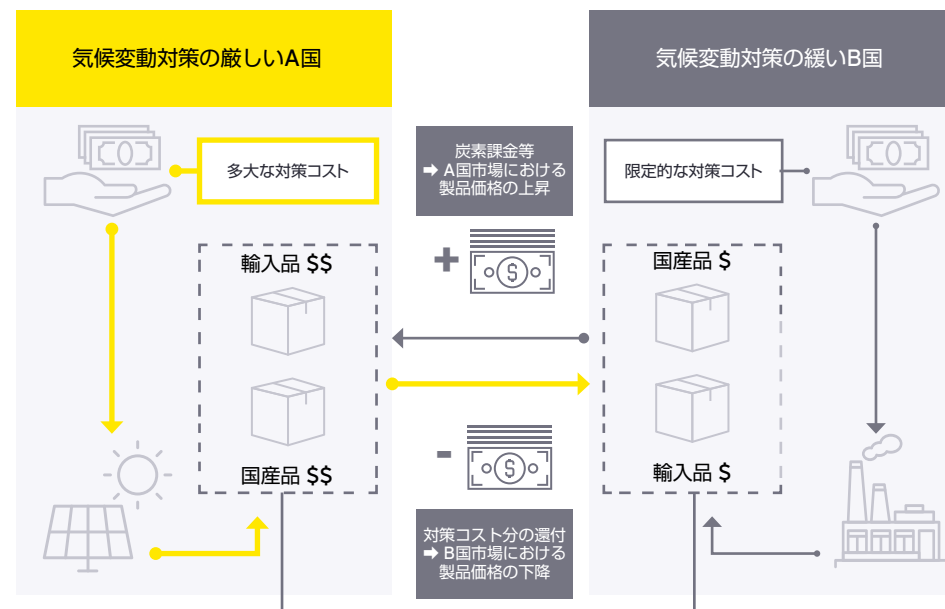 気候変動対策の厳しいA国
気候変動対策の緩いB国
多大な対策コスト
炭素課金等
➡ A国市場における
製品価格の上昇
限定的な対策コスト
輸入品 $$
+
$
国産品 $
国産品 $$
-
$
輸入品 $
対策コスト分の還付
➡ B国市場における
製品価格の下降